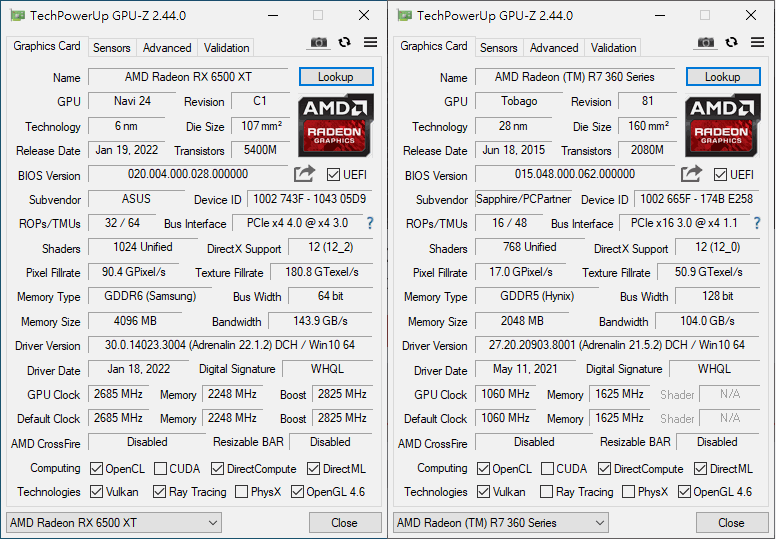 TechPowerUp GPU-Z 2.44.0
Graphics Card Sensors Advanced Validation
Name AMD Radeon RX 6500 XT Lookup
GPU Navi 24 Revision C1
AMD
RADEON
GRAPHICS
Technology 6 nm Die Size 107 mm²
Release Date Jan 19, 2022 Transistors 5400M
BIOS Version 020.004.000.028.000000 UEFI
Subvendor ASUS Device ID 1002 743F - 1043 05D9
ROPs/TMUs 32 / 64 Bus Interface PCIe x4 4.0 @ x4 3.0 ?
Shaders 1024 Unified DirectX Support 12 (12_2)
Pixel Fillrate 90.4 GPixel/s Texture Fillrate 180.8 GTexel/s
Memory Type GDDR6 (Samsung) Bus Width 64 bit
Memory Size 4096 MB Bandwidth 143.9 GB/s
Driver Version 30.0.14023.3004 (Adrenalin 22.1.2) DCH / Win10 64
Driver Date Jan 18, 2022 Digital Signature WHQL
GPU Clock 2685 MHz Memory 2248 MHz Boost 2825 MHz
Default Clock 2685 MHz Memory 2248 MHz Boost 2825 MHz
AMD CrossFire Disabled Resizable BAR Disabled
Computing OpenCL CUDA DirectCompute DirectML
Technologies Vulkan Ray Tracing PhysX OpenGL 4.6
AMD Radeon RX 6500 XT Close
TechPowerUp GPU-Z 2.44.0
Graphics Card Sensors Advanced Validation
Name AMD Radeon (TM) R7 360 Series Lookup
GPU Tobago Revision 81
AMD
RADEON
GRAPHICS
Technology 28 nm Die Size 160 mm²
Release Date Jun 18, 2015 Transistors 2080M
BIOS Version 015.048.000.062.000000 UEFI
Subvendor Sapphire/PCPartner Device ID 1002 665F - 174B E258
ROPs/TMUs 16 / 48 Bus Interface PCIe x16 3.0 @ x4 1.1 ?
Shaders 768 Unified DirectX Support 12 (12_0)
Pixel Fillrate 17.0 GPixel/s Texture Fillrate 50.9 GTexel/s
Memory Type GDDR5 (Hynix) Bus Width 128 bit
Memory Size 2048 MB Bandwidth 104.0 GB/s
Driver Version 27.20.20903.8001 (Adrenalin 21.5.2) DCH / Win10 64
Driver Date May 11, 2021 Digital Signature WHQL
GPU Clock 1060 MHz Memory 1625 MHz Shader N/A
Default Clock 1060 MHz Memory 1625 MHz Shader N/A
AMD CrossFire Disabled Resizable BAR Disabled
Computing OpenCL CUDA DirectCompute DirectML
Technologies Vulkan Ray Tracing PhysX OpenGL 4.6
AMD Radeon (TM) R7 360 Series Close